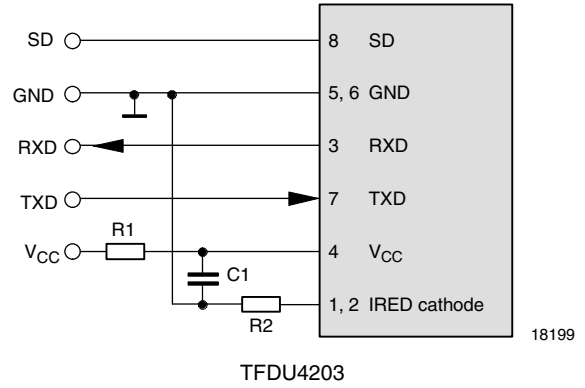 SD 8 SD
GND 5, 6 GND
RXD 3 RXD
TXD 7 TXD
R1
VCC 4 VCC
C1
1, 2 IRED cathode
R2
18199
TFDU4203